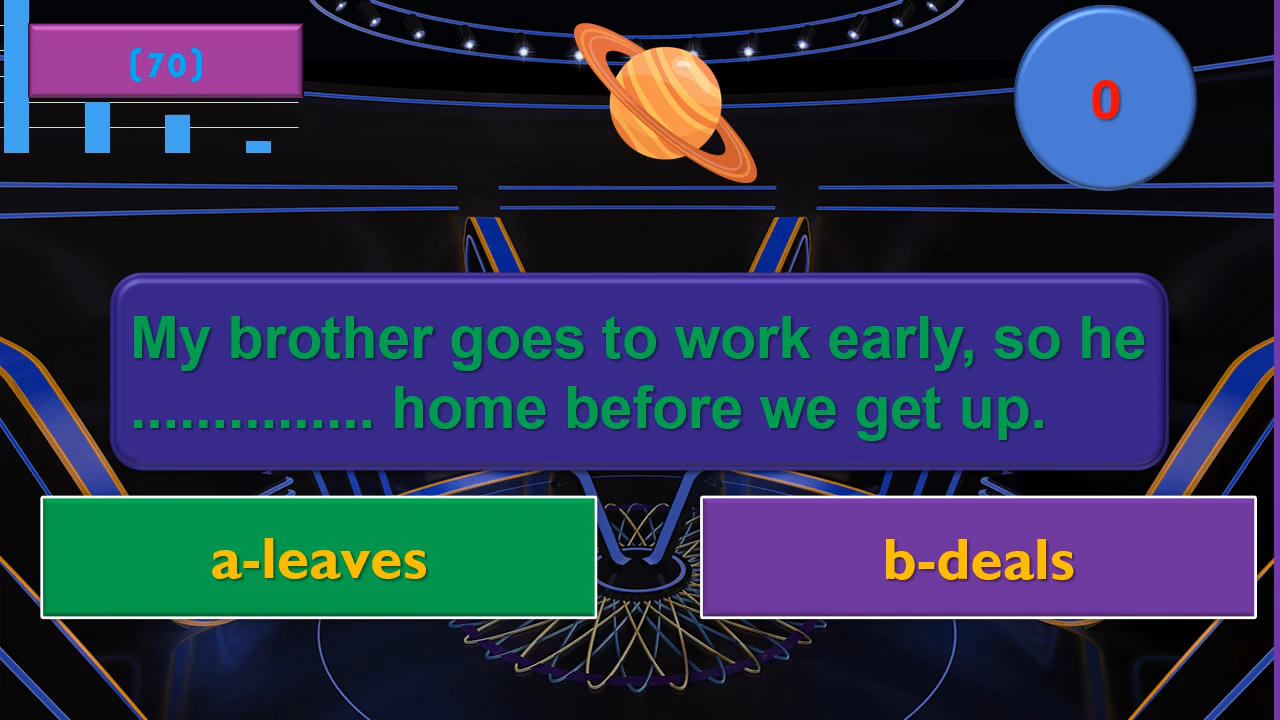 (70)
0
My brother goes to work early, so he
............... home before we get up.
a-leaves
b-deals